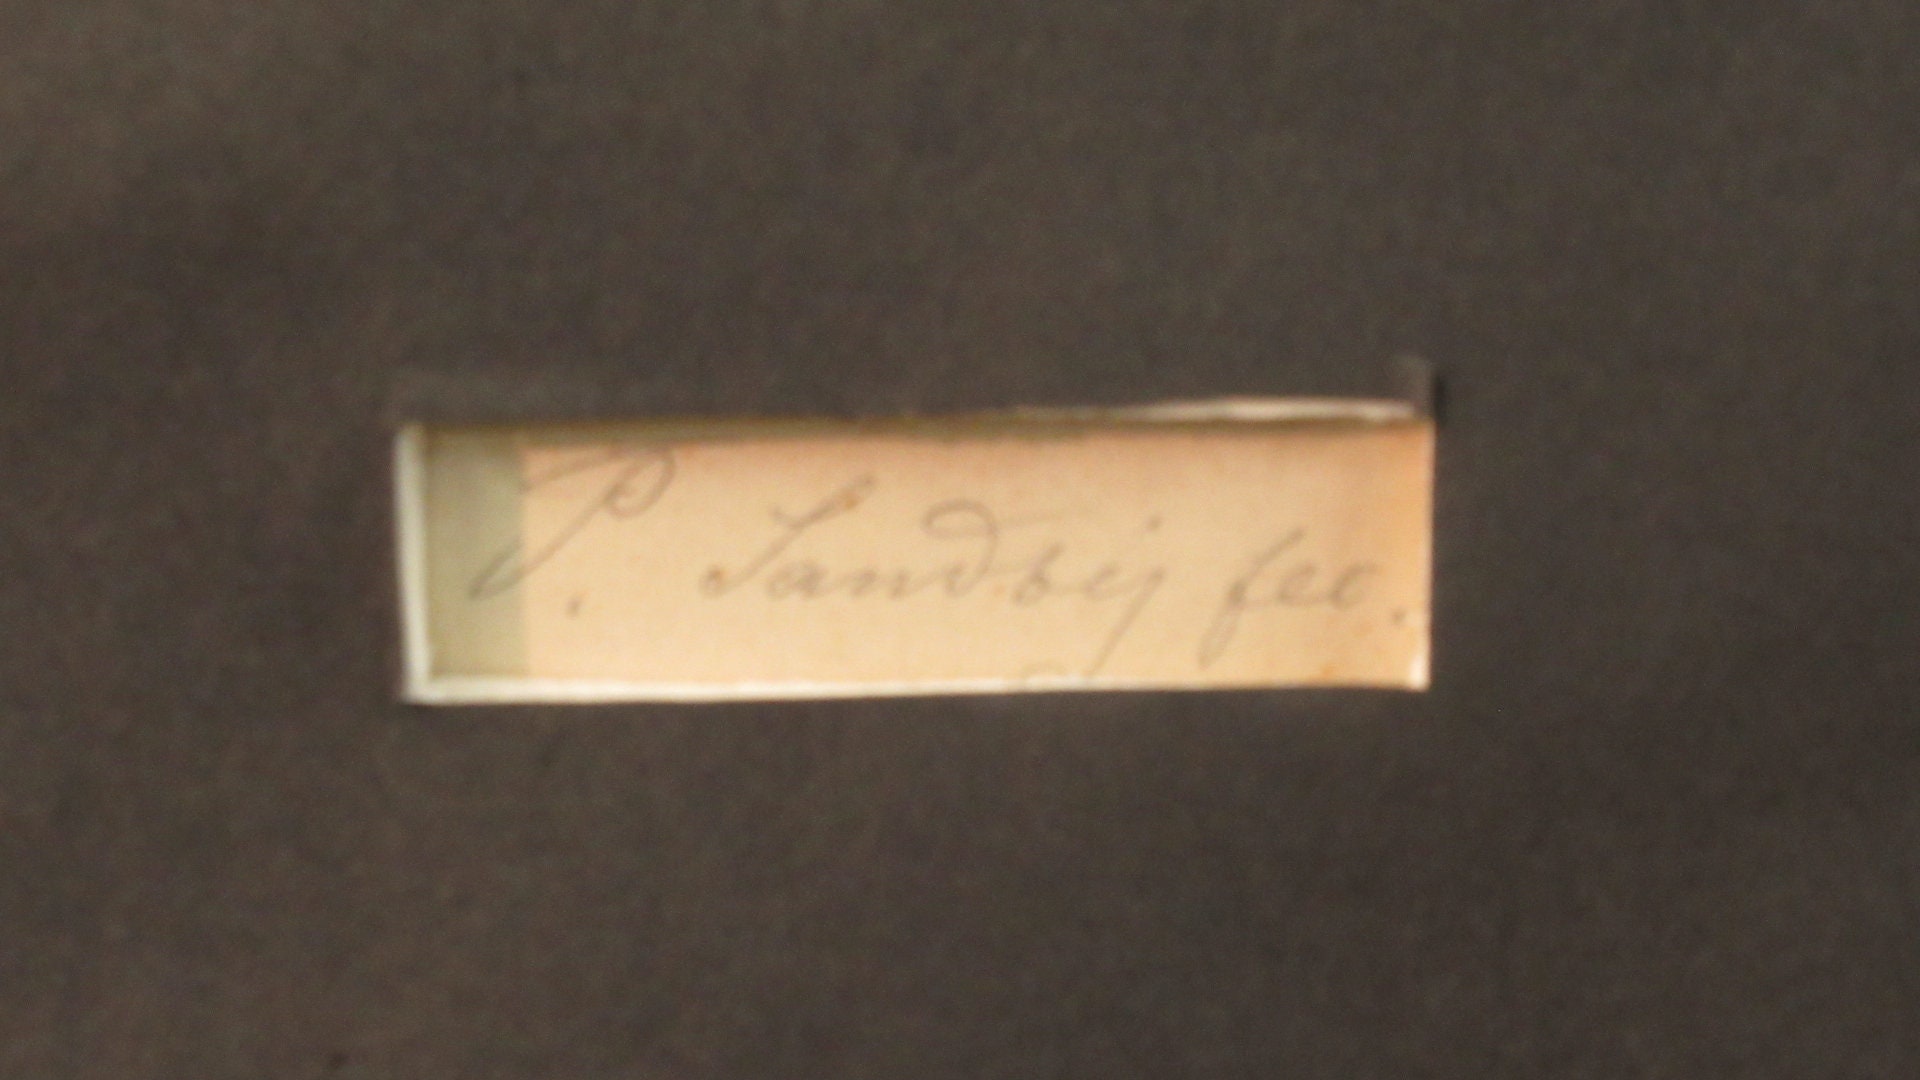 P. Sandbij fec.